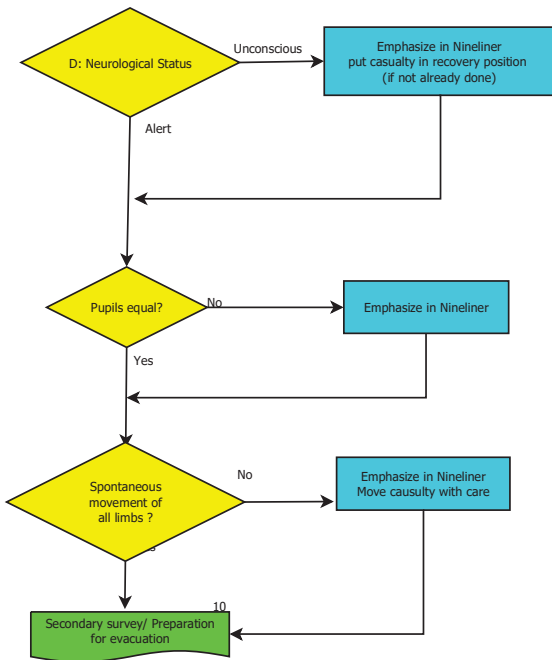 D: Neurological Status
Unconscious
Emphasize in Nineliner
put casualty in recovery position
(if not already done)
Alert
Pupils equal?
No
Emphasize in Nineliner
Yes
Spontaneous
movement of
all limbs ?
No
Emphasize in Nineliner
Move causulty with care
10
Secondary survey/ Preparation
for evacuation